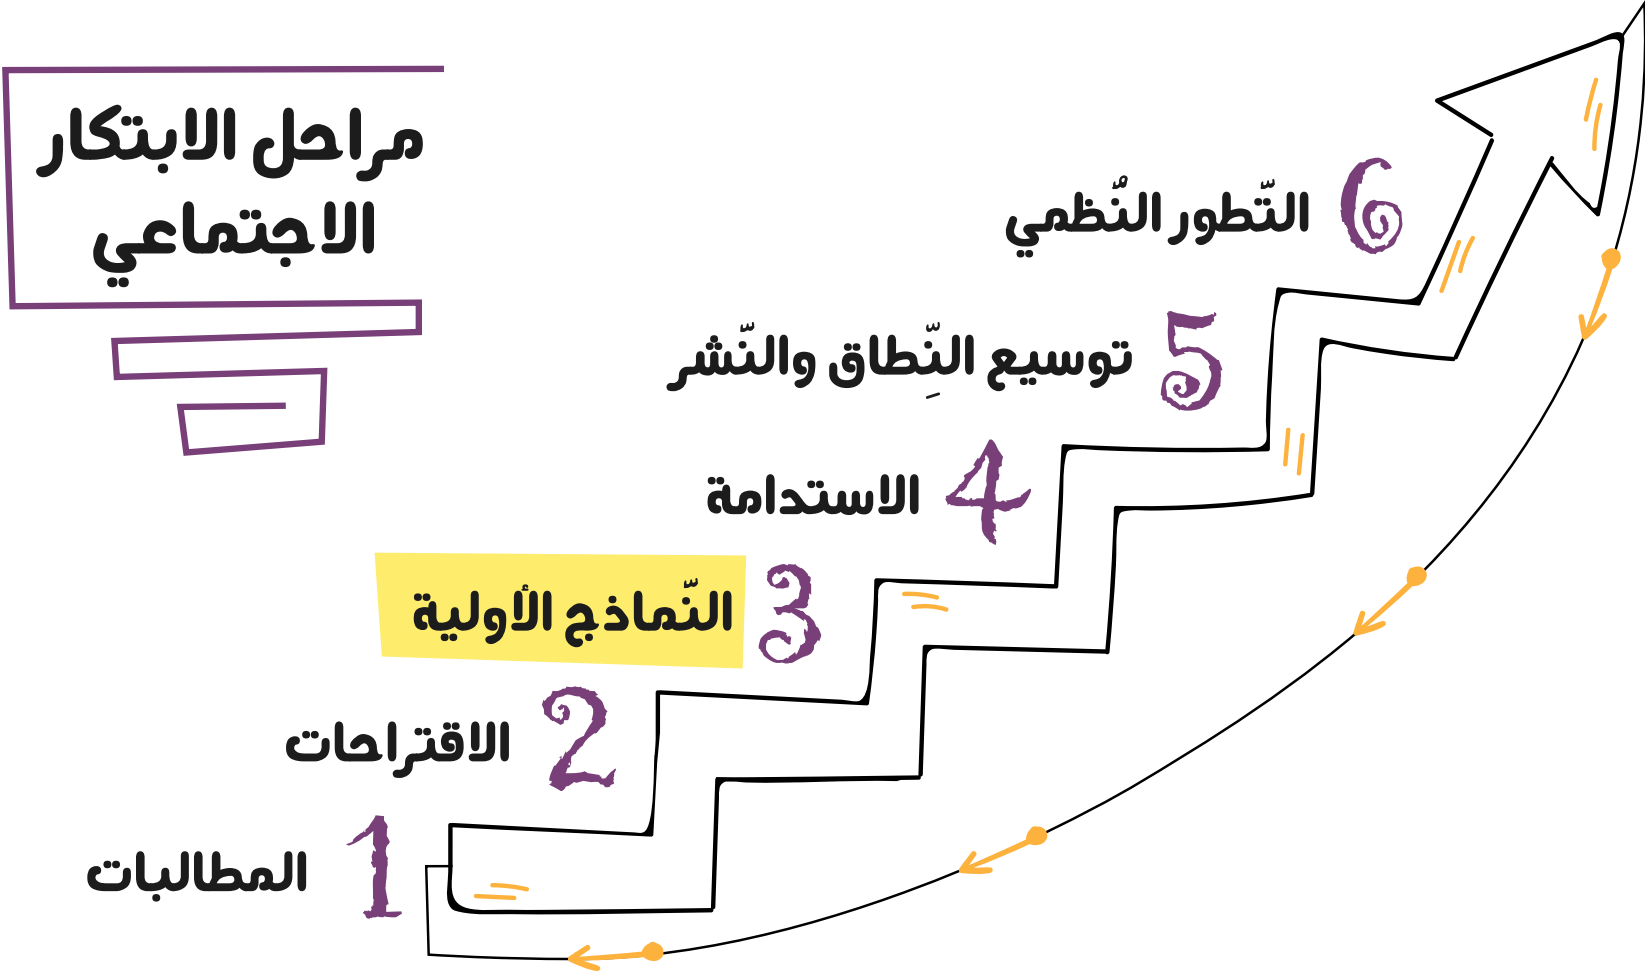 مراحل الابتكار
الاجتماعي
6 التّطور النُّظمي
5 توسيع النِّطاق والنّشر
4 الاستدامة
3 النّماذج الأولية
2 الاقتراحات
1 المطالبات